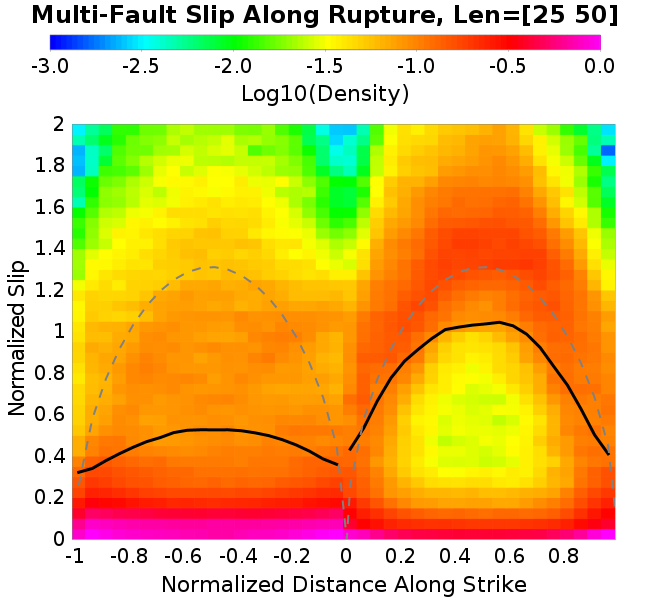 Multi-Fault Slip Along Rupture, Len=[25 50]
-3.0 -2.5 -2.0 -1.5 -1.0 -0.5 0.0
Log10(Density)
2
1.8
1.6
1.4
1.2
1
0.8
0.6
0.4
0.2
0
Normalized Slip
-1 -0.8 -0.6 -0.4 -0.2 0 0.2 0.4 0.6 0.8
Normalized Distance Along Strike